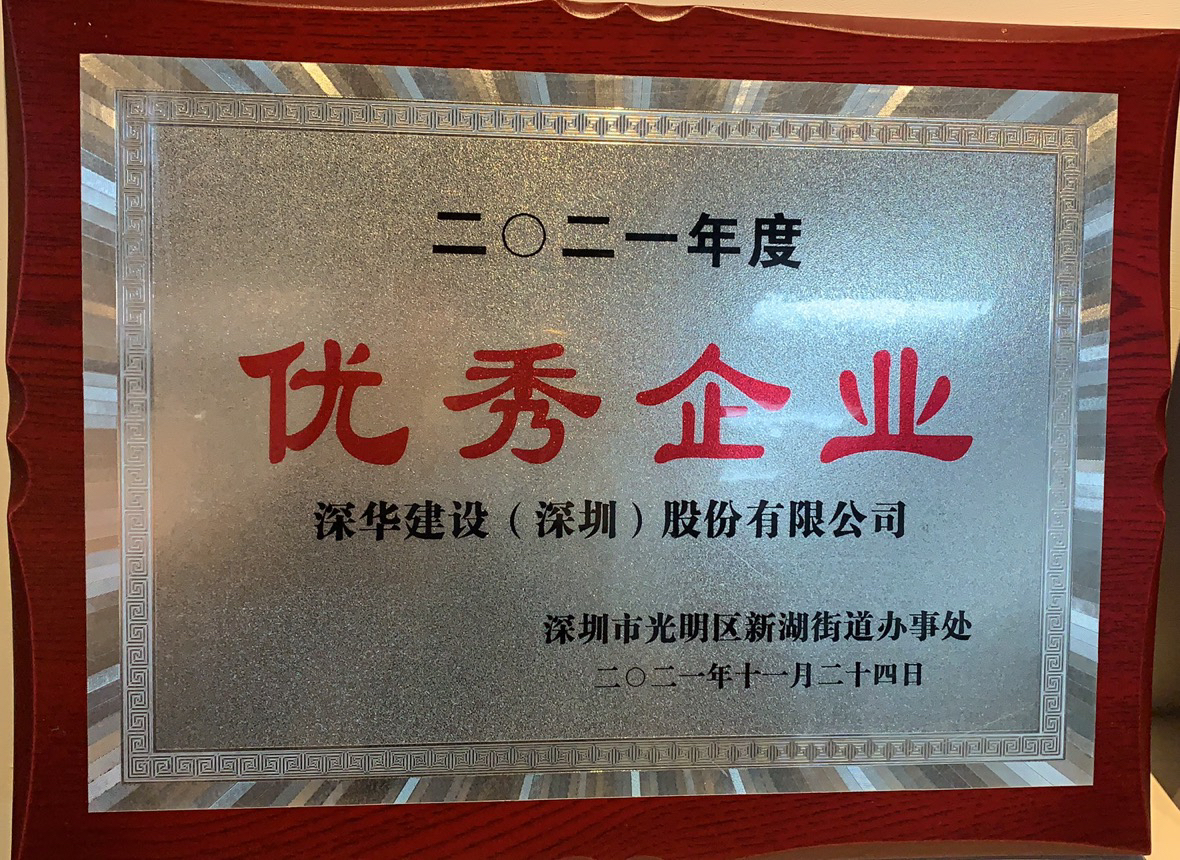 二〇二一年度
优秀企业
深华建设（深圳）股份有限公司
深圳市光明区新湖街道办事处
二〇二一年十一月二十四日